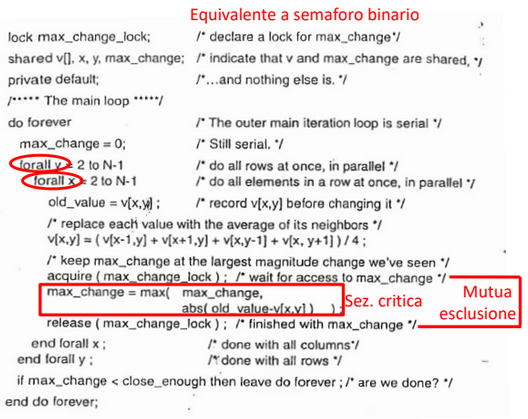 Equivalente a semaforo binario
lock max_change_lock; /* declare a lock for max_change*/
shared v[], x, y, max_change; /* indicate that v and max_change are shared, */
private default; /*...and nothing else is. */
/***** The main loop *****/
do forever /* The outer main iteration loop is serial */
max_change = 0; /* Still serial. */
forall y = 2 to N-1 /* do all rows at once, in parallel */
forall x = 2 to N-1 /* do all elements in a row at once, in parallel */
old_value = v[x,y] ; /* record v[x,y] before changing it */
/* replace each value with the average of its neighbors */
v[x,y] = ( v[x-1,y] + v[x+1,y] + v[x,y-1] + v[x, y+1] ) / 4 ;
/* keep max_change at the largest magnitude change we've seen */
acquire ( max_change_lock ) ; /* wait for access to max_change */
max_change = max( max_change,
abs( old_value-v[x,y] ) ) ;
Sez. critica
Mutua
esclusione
release ( max_change_lock ) ; /* finished with max_change */
end forall x ; /* done with all columns*/
end forall y ; /* done with all rows */
if max_change < close_enough then leave do forever ; /* are we done? */
end do forever;